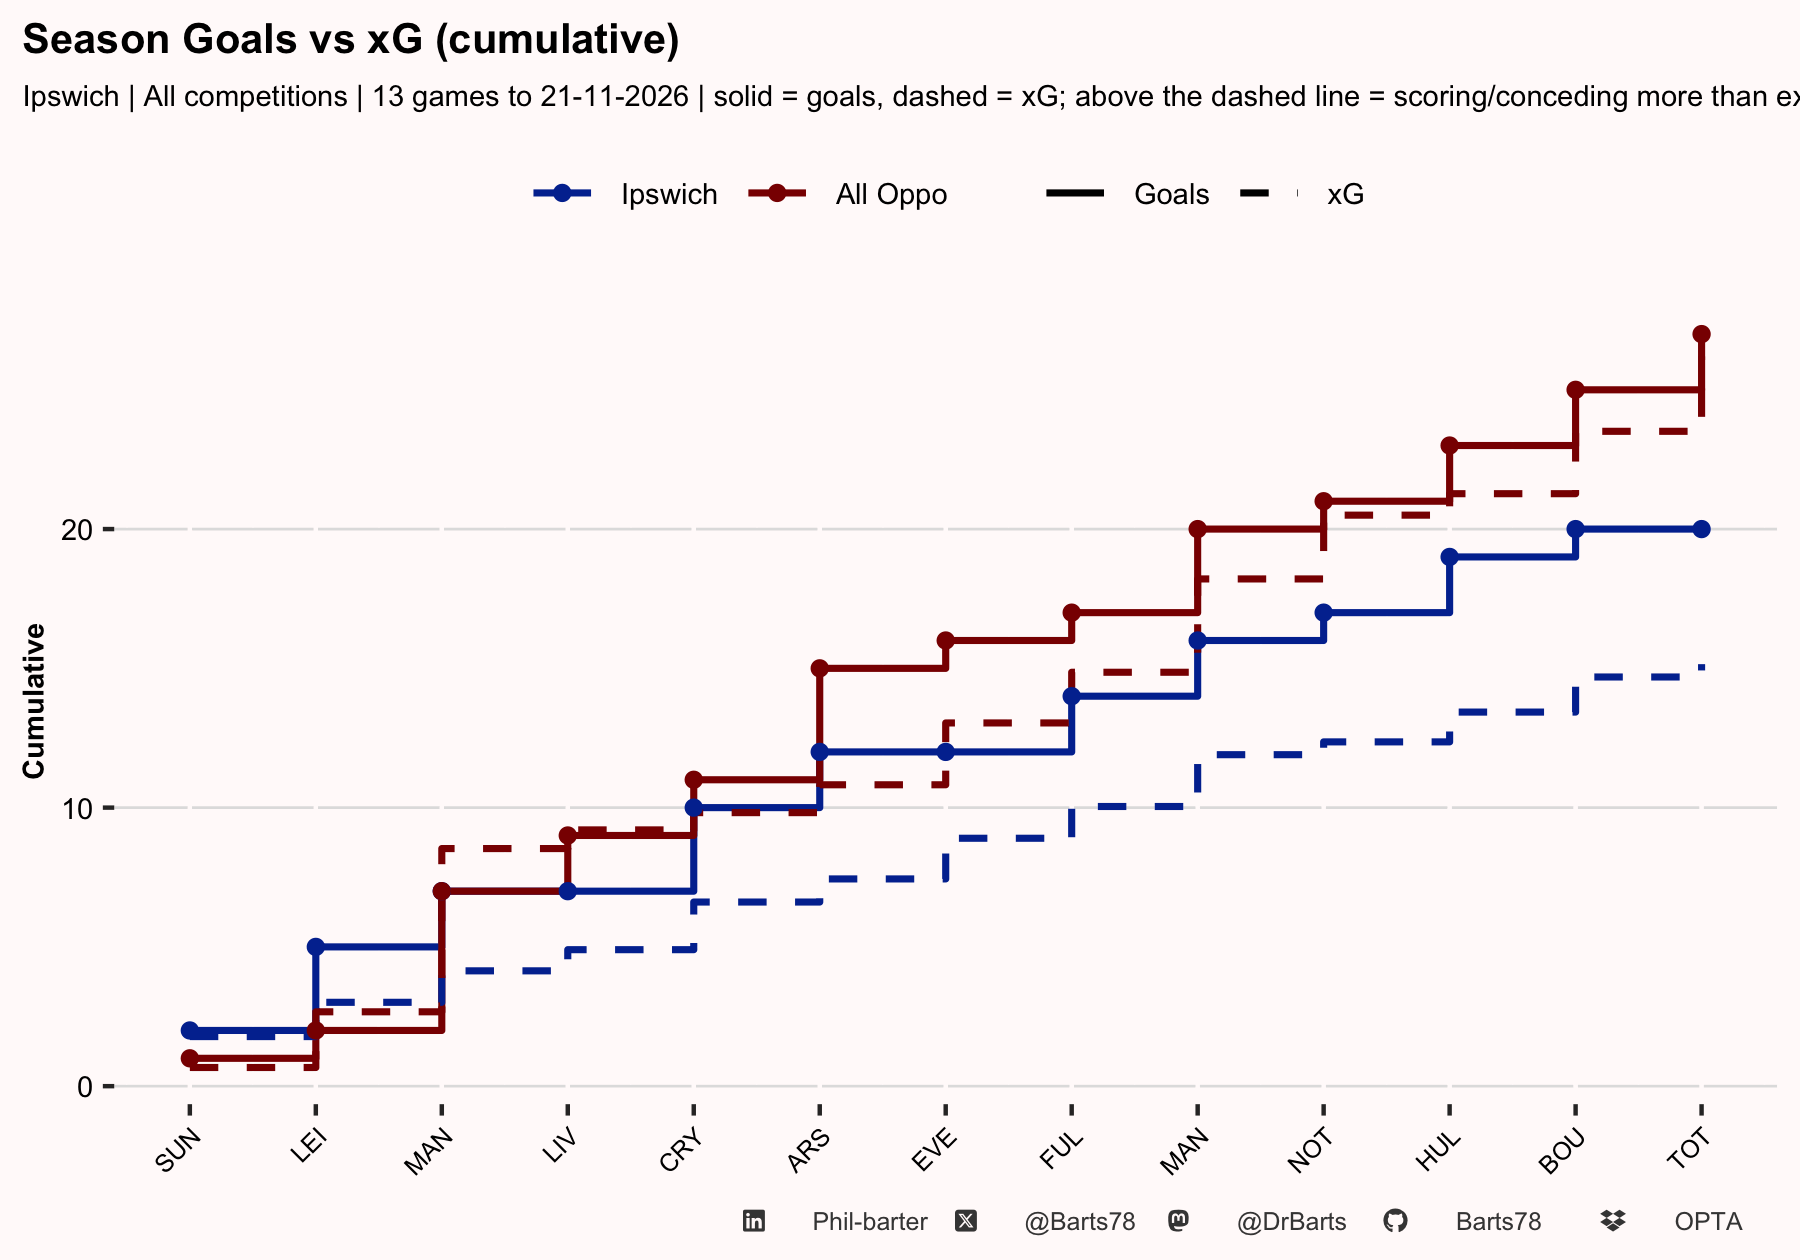 Season Goals vs xG (cumulative)
Ipswich | All competitions | 13 games to 21-11-2026 | solid = goals, dashed = xG; above the dashed line = scoring/conceding more than ex
Ipswich All Oppo Goals xG
Cumulative
20
10
0
SUN LEI MAN LIV CRY ARS EVE FUL MAN NOT HUL BOU TOT
Phil-barter @Barts78 @DrBarts Barts78 OPTA